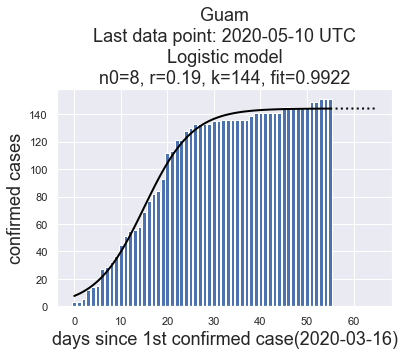 Guam
Last data point: 2020-05-10 UTC
Logistic model
n0=8, r=0.19, k=144, fit=0.9922
140
120
100
80
60
40
20
0
confirmed cases
0 10 20 30 40 50 60
days since 1st confirmed case(2020-03-16)